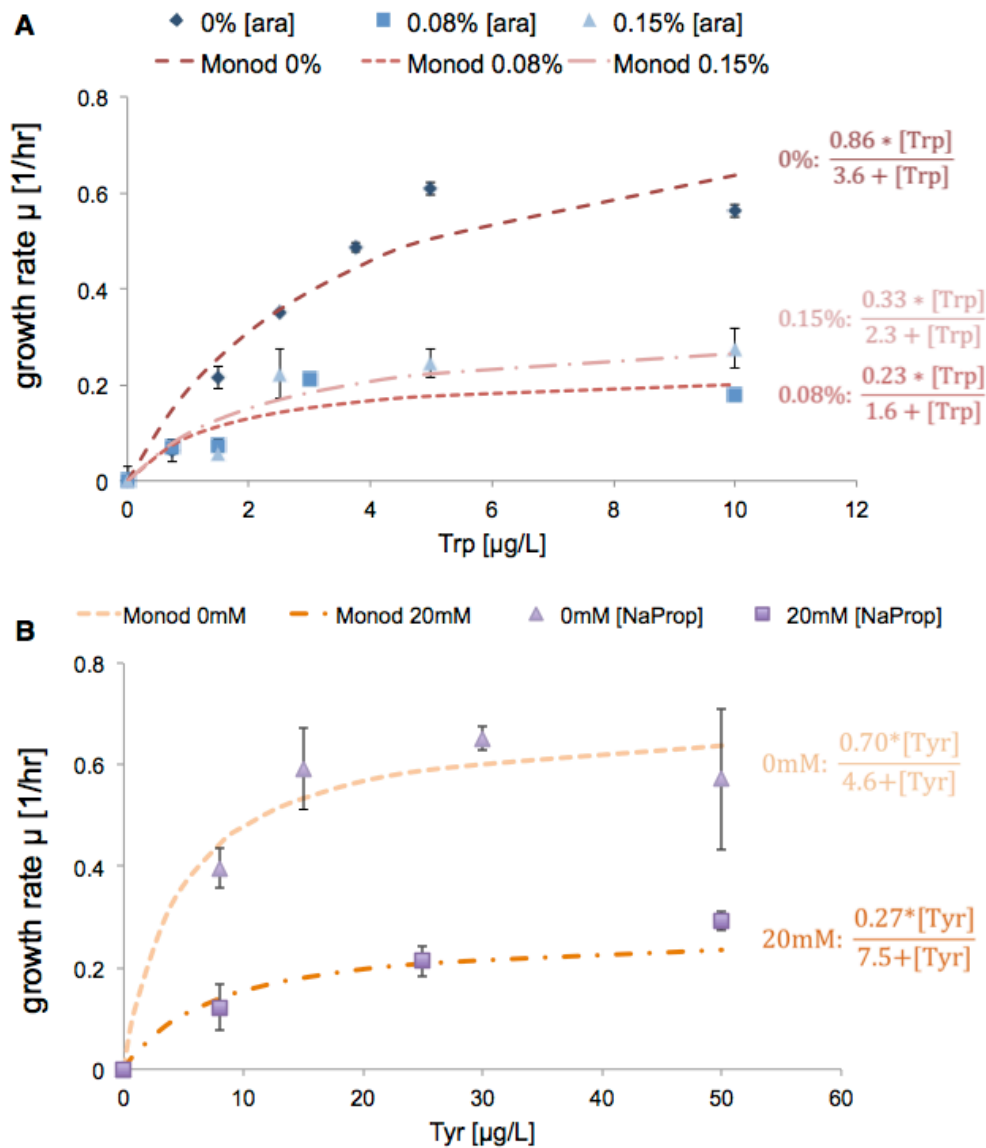 A
0% [ara] 0.08% [ara] 0.15% [ara]
Monod 0% Monod 0.08% Monod 0.15%
growth rate µ [1/hr]
0.8
0.6
0.4
0.2
0
0 2 4 6 8 10 12
Trp [µg/L]
0%: 0.86 * [Trp]
3.6 + [Trp]
0.15%: 0.33 * [Trp]
2.3 + [Trp]
0.08%: 0.23 * [Trp]
1.6 + [Trp]
B
Monod 0mM Monod 20mM 0mM [NaProp] 20mM [NaProp]
growth rate µ [1/hr]
0.8
0.6
0.4
0.2
0
0 10 20 30 40 50 60
Tyr [µg/L]
0mM: 0.70*[Tyr]
4.6+[Tyr]
20mM: 0.27*[Tyr]
7.5+[Tyr]